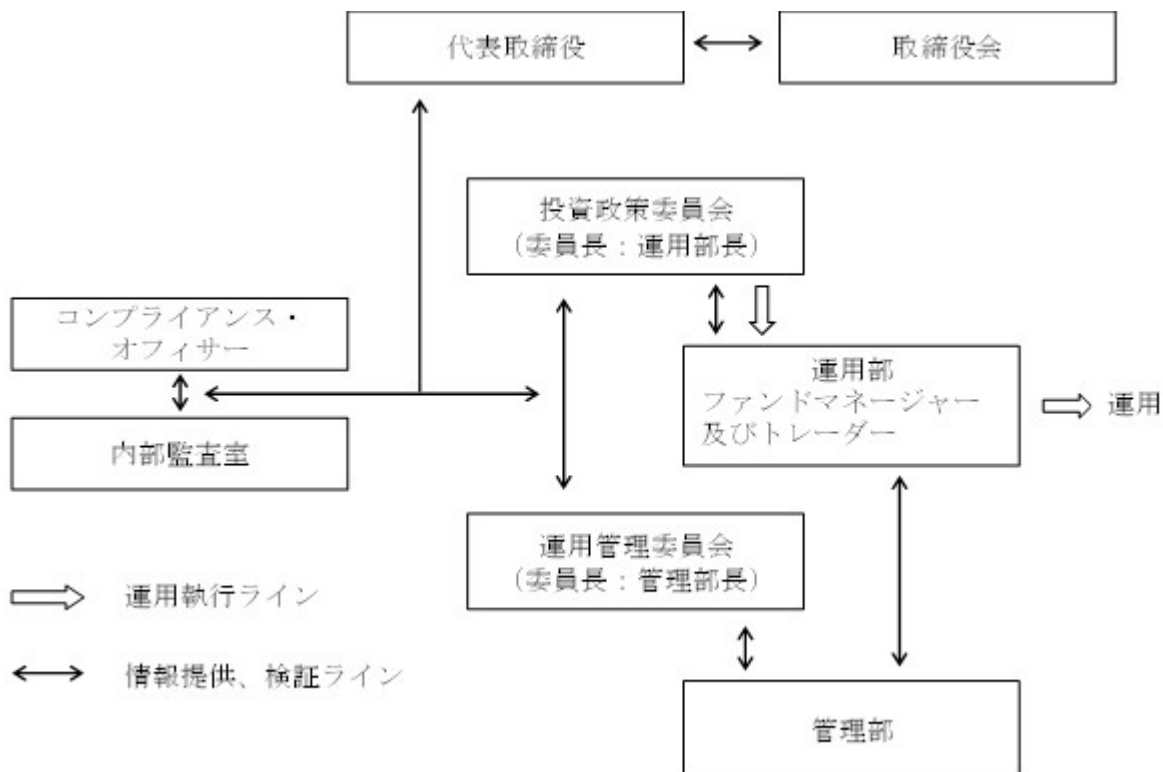 代表取締役
取締役会
投資政策委員会
(委員長:運用部長)
コンプライアンス・
オフィサー
運用部
ファンドマネージャー
及びトレーダー
運用
内部監査室
運用管理委員会
(委員長:管理部長)
運用執行ライン
情報提供、検証ライン
管理部